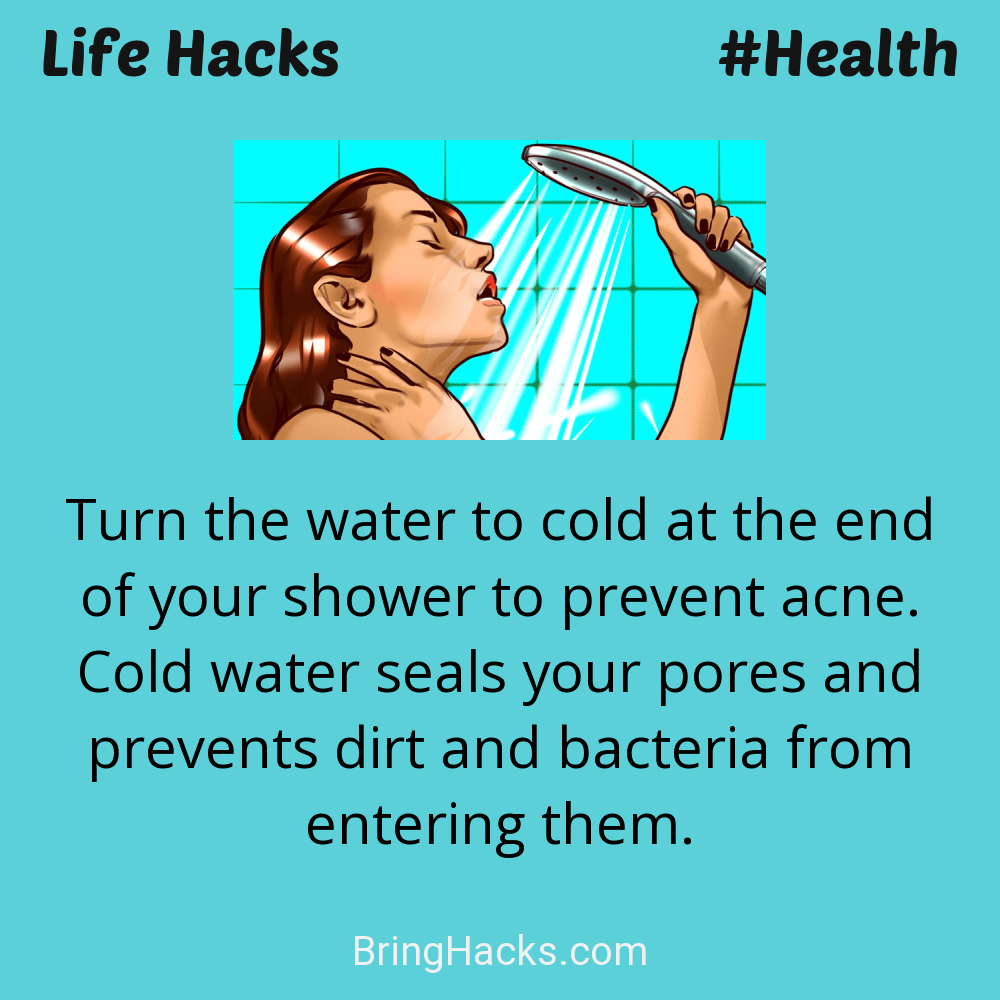 Life Hacks
#Health
Turn the water to cold at the end
of your shower to prevent acne.
Cold water seals your pores and
prevents dirt and bacteria from
entering them.
BringHacks.com